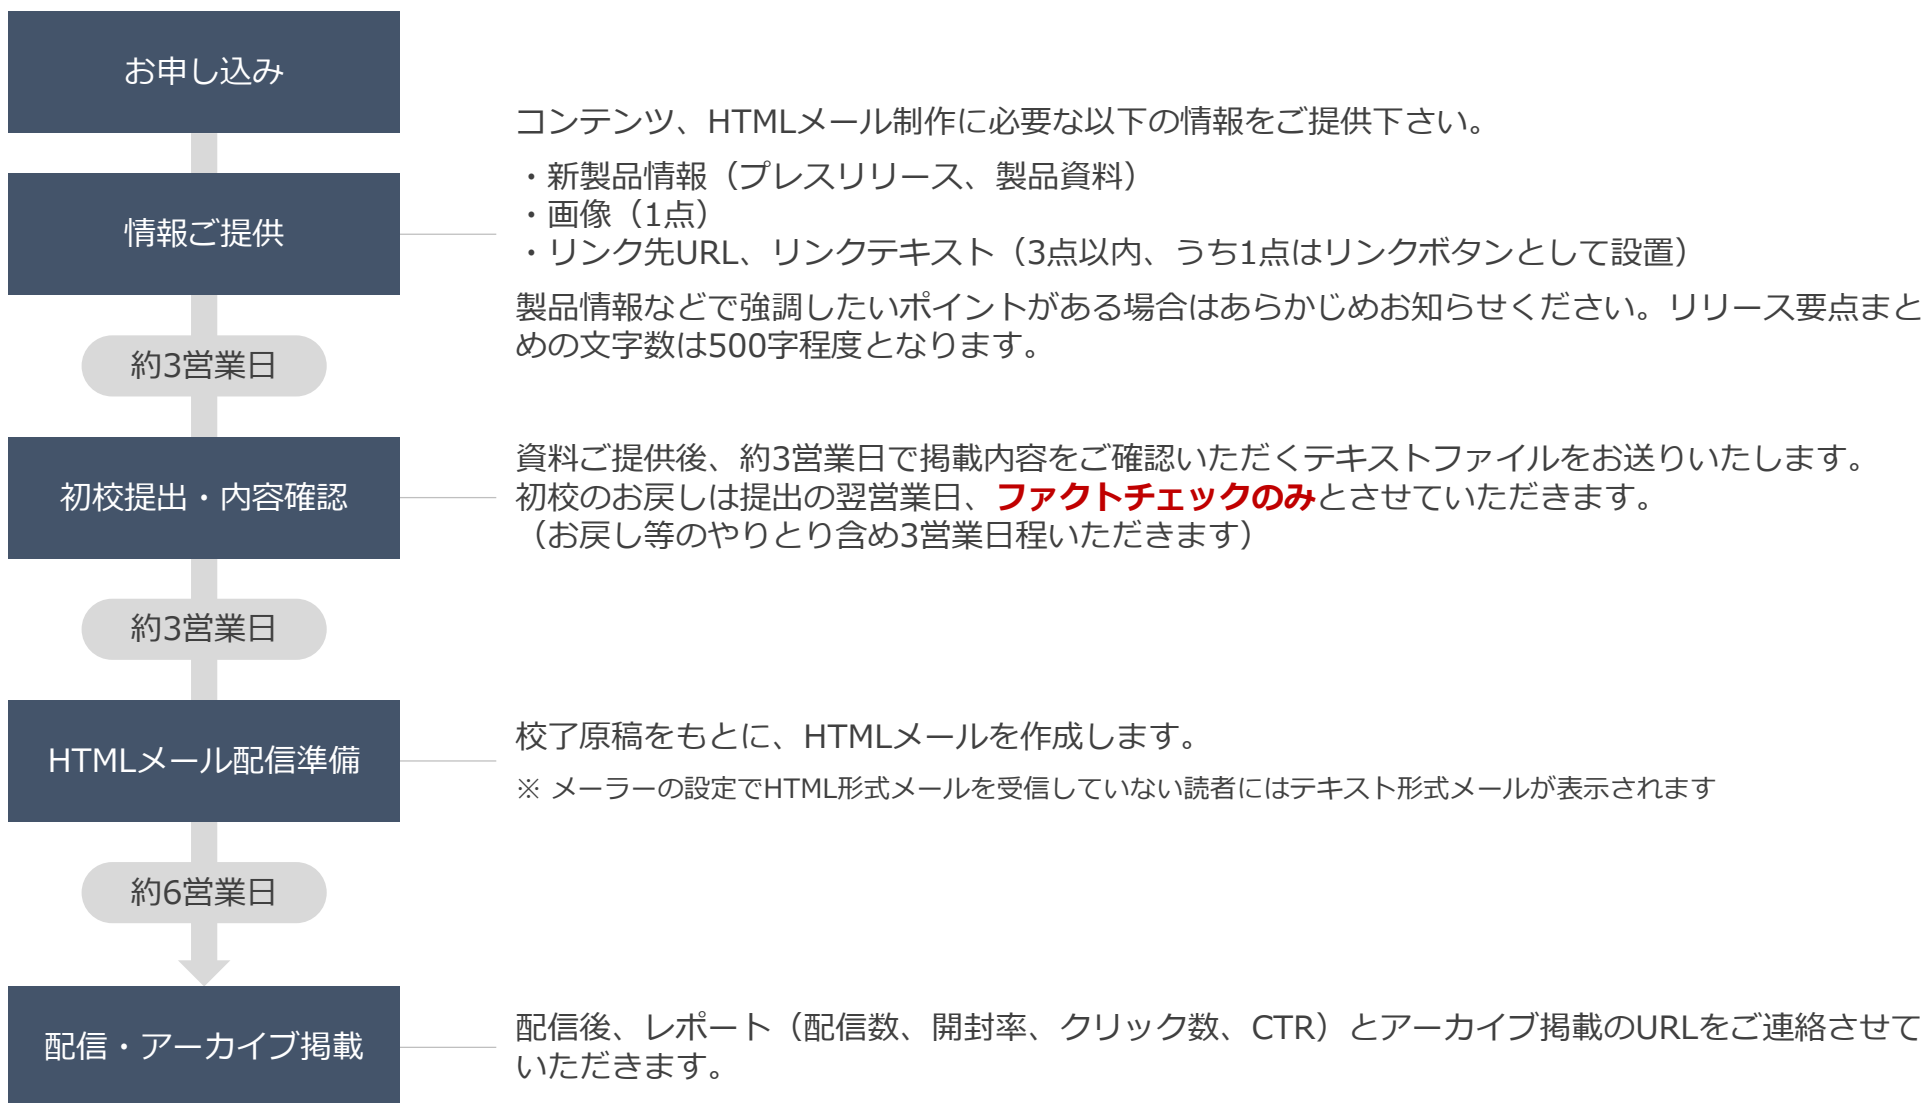 お申し込み
情報ご提供
コンテンツ、HTMLメール制作に必要な以下の情報をご提供下さい。
・新製品情報（プレスリリース、製品資料）
・画像（1点）
・リンク先URL、リンクテキスト（3点以内、うち1点はリンクボタンとして設置）
製品情報などで強調したいポイントがある場合はあらかじめお知らせください。リリース要点まと
めの文字数は500字程度となります。
約3営業日
初校提出・内容確認
資料ご提供後、約3営業日で掲載内容をご確認いただくテキストファイルをお送りいたします。
初校のお戻しは提出の翌営業日、ファクトチェックのみとさせていただきます。
（お戻し等のやりとり含め3営業日程いただきます）
約3営業日
HTMLメール配信準備
校了原稿をもとに、HTMLメールを作成します。
※ メーラーの設定でHTML形式メールを受信していない読者にはテキスト形式メールが表示されます
約6営業日
配信・アーカイブ掲載
配信後、レポート（配信数、開封率、クリック数、CTR）とアーカイブ掲載のURLをご連絡させて
いただきます。